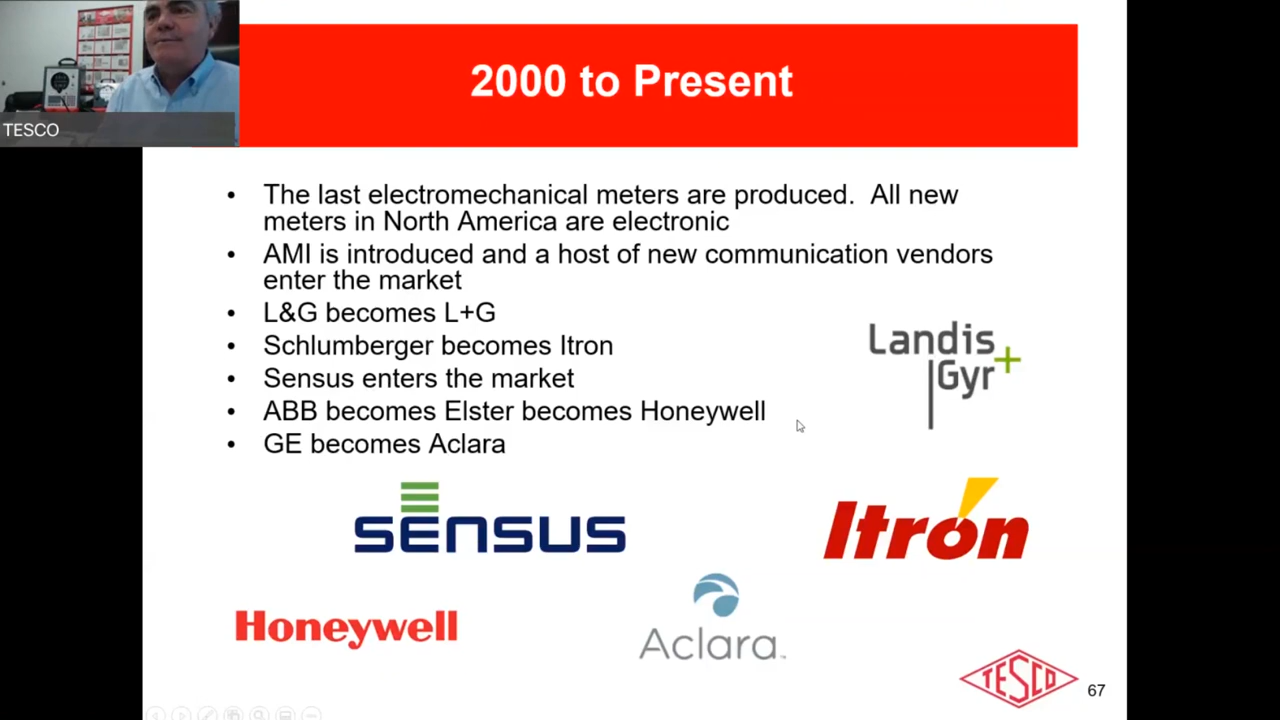 2000 to Present
TESCO
• The last electromechanical meters are produced.  All new
meters in North America are electronic
• AMI is introduced and a host of new communication vendors
enter the market
• L&G becomes L+G
• Schlumberger becomes Itron
• Sensus enters the market
• ABB becomes Elster becomes Honeywell
• GE becomes Aclara
Landis
Gyr+
sensus
Itron
Honeywell
Aclara™
TESCO
67